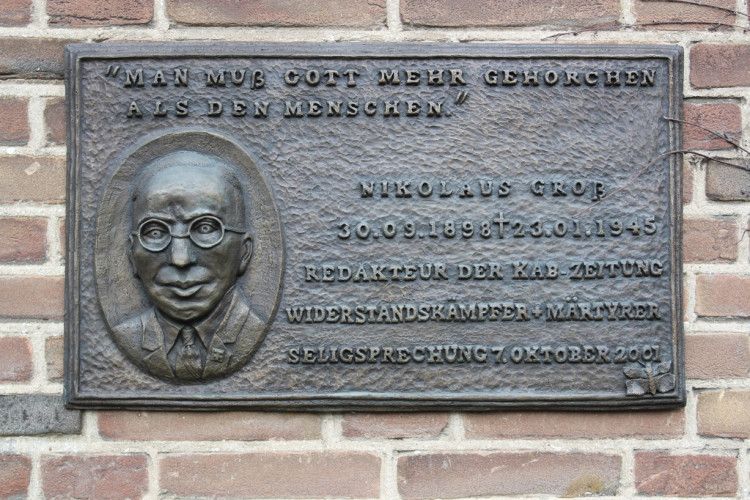 "MAN MUẞ GOTT MEHR GEHORCHEN
ALS DEN MENSCHEN."
NIKOLAUS GROẞ
30.09.1898✝23.01.1945
REDAKTEUR DER KAB-ZEITUNG
WIDERSTANDSKÄMPFER + MÄRTYRER
SELIGSPRECHUNG 7. OKTOBER 2001